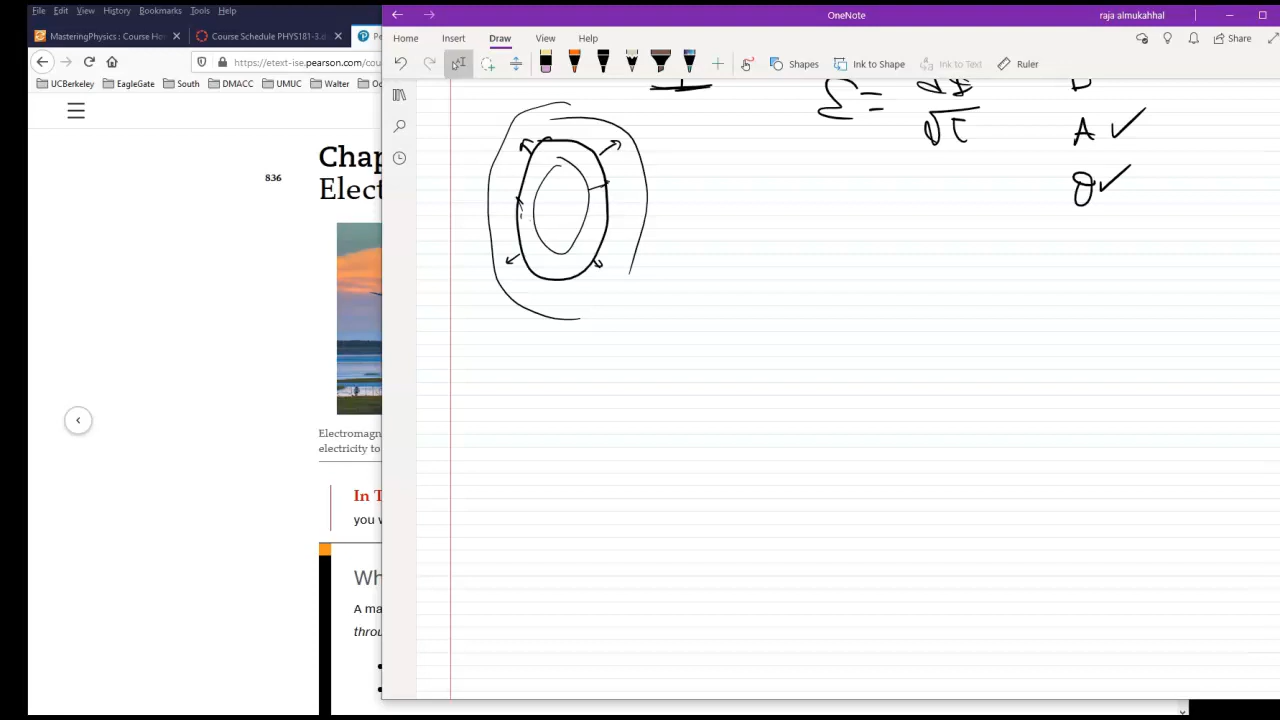 File Edit View History Bookmarks Tools Help
OneNote
raja almukahhal
MasteringPhysics : Course Ho
Course Schedule PHYS181-3.d
Pe
Home Insert Draw View Help
Share
https://etext-ise.pearson.com/cou
Shapes
Ink to Shape
Ink to Text
Ruler
UCBerkeley EagleGate South DMACC UMUC Walter
Chap
836
Elect
A ✓
θ ✓
Electromagn
electricity to
In T
you w
Wh
A ma
throu